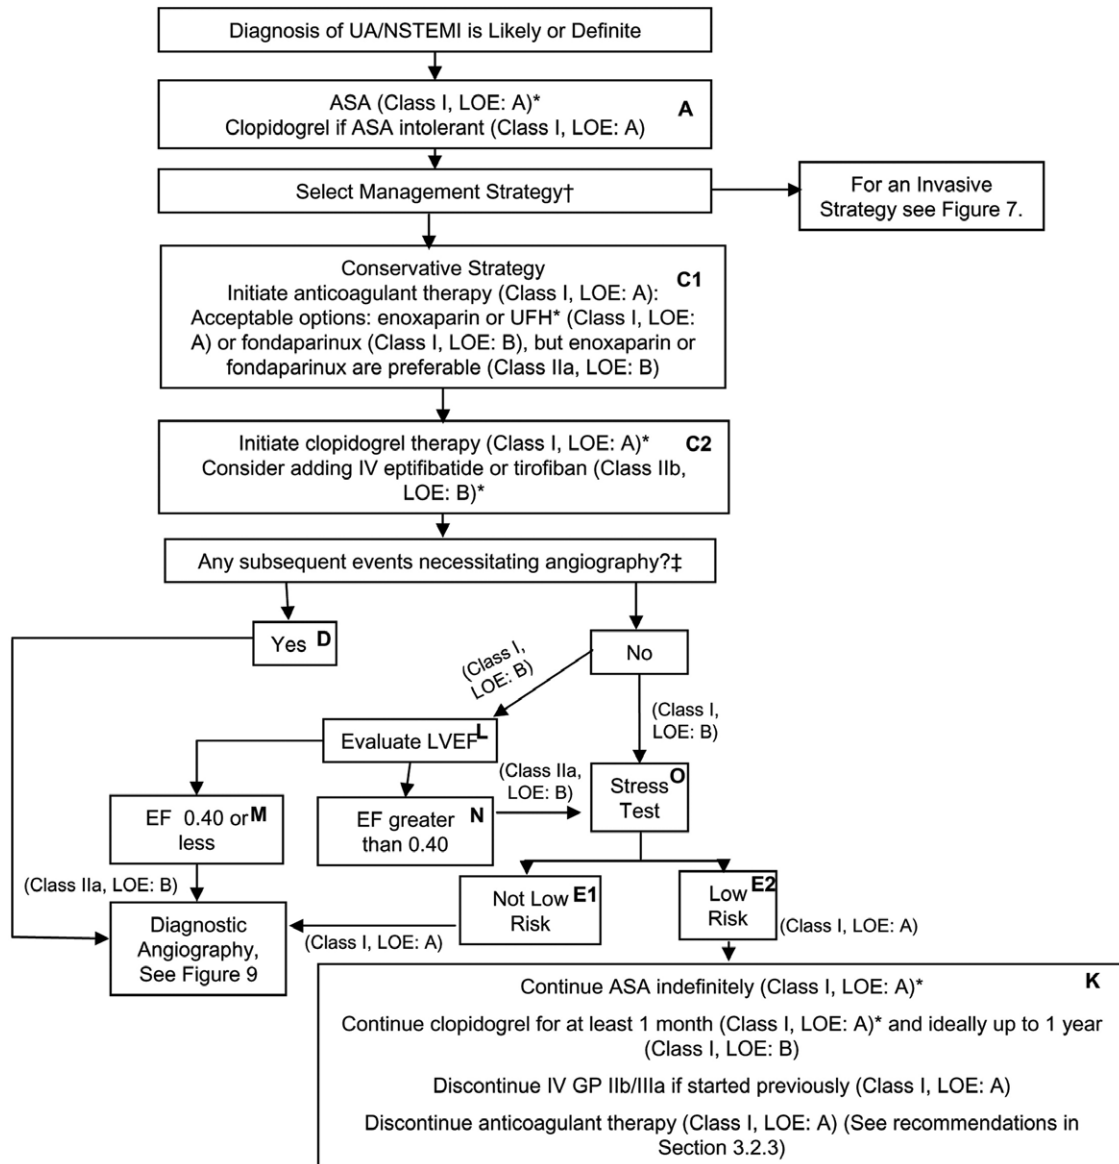 Diagnosis of UA/NSTEMI is Likely or Definite
ASA (Class I, LOE: A)* A
Clopidogrel if ASA intolerant (Class I, LOE: A)
Select Management Strategy†
For an Invasive
Strategy see Figure 7.
Conservative Strategy C1
Initiate anticoagulant therapy (Class I, LOE: A):
Acceptable options: enoxaparin or UFH* (Class I, LOE:
A) or fondaparinux (Class I, LOE: B), but enoxaparin or
fondaparinux are preferable (Class IIa, LOE: B)
Initiate clopidogrel therapy (Class I, LOE: A)* C2
Consider adding IV eptifibatide or tirofiban (Class IIb,
LOE: B)*
Any subsequent events necessitating angiography?‡
Yes D
No
(Class I,
LOE: B)
(Class I,
LOE: B)
Evaluate LVEF L
EF 0.40 or M
less
EF greater N
than 0.40
(Class IIa,
LOE: B)
Stress O
Test
(Class IIa, LOE: B)
Diagnostic
Angiography,
See Figure 9
Not Low E1
Risk
(Class I, LOE: A)
Low E2
Risk
(Class I, LOE: A)
Continue ASA indefinitely (Class I, LOE: A)* K
Continue clopidogrel for at least 1 month (Class I, LOE: A)* and ideally up to 1 year
(Class I, LOE: B)
Discontinue IV GP IIb/IIIa if started previously (Class I, LOE: A)
Discontinue anticoagulant therapy (Class I, LOE: A) (See recommendations in
Section 3.2.3)